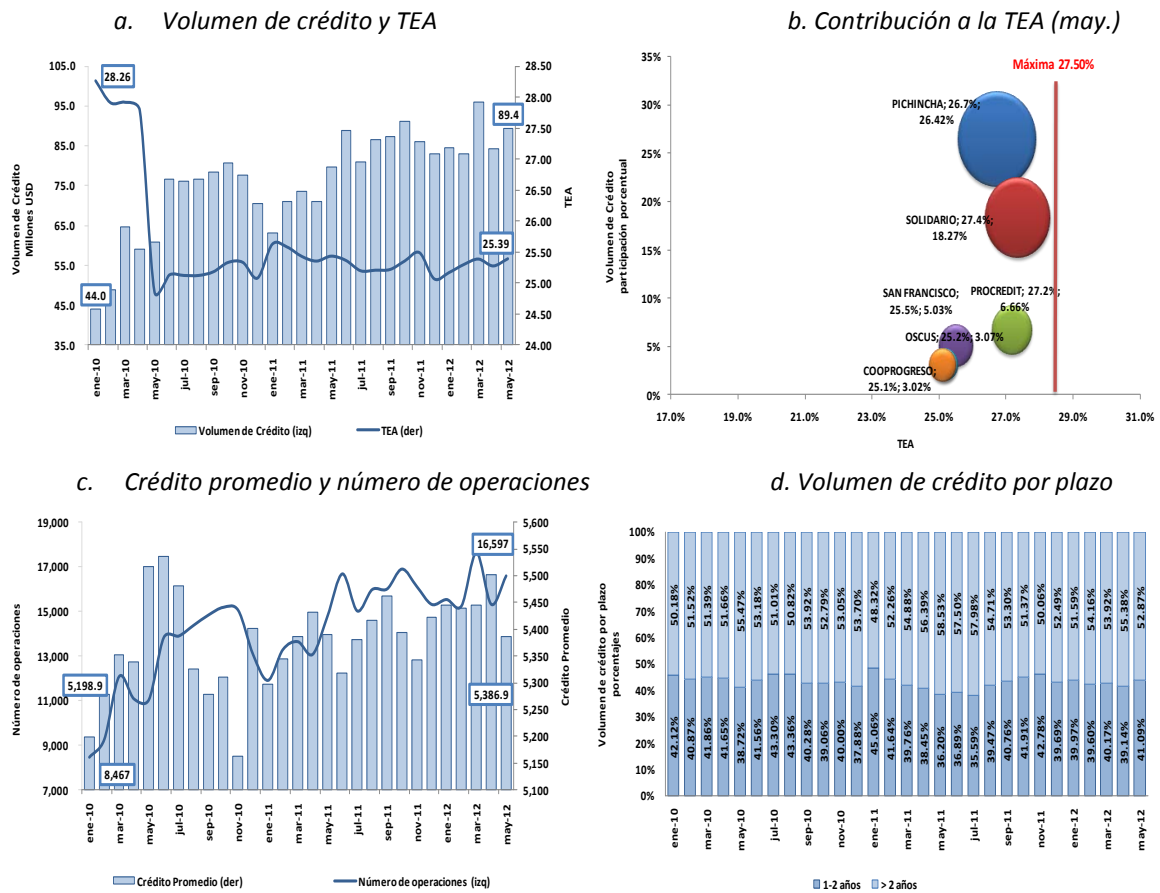 a. Volumen de crédito y TEA
105.0
95.0
85.0
75.0
65.0
55.0
45.0
35.0
Volumen de Crédito
Millones USD
28.50
28.00
27.50
27.00
26.50
26.00
25.50
25.00
24.50
24.00
TEA
28.26
89.4
25.39
44.0
ene-10
mar-10
may-10
jul-10
sep-10
nov-10
ene-11
mar-11
may-11
jul-11
sep-11
nov-11
ene-12
mar-12
may-12
Volumen de Crédito (izq)
TEA (der)
b. Contribución a la TEA (may.)
35%
30%
25%
20%
15%
10%
5%
0%
Volumen de Crédito
participación porcentual
Máxima 27.50%
PICHINCHA; 26.7%;
26.42%
SOLIDARIO; 27.4%;
18.27%
SAN FRANCISCO;
25.5%; 5.03%
PROCREDIT; 27.2%;
6.66%
OSCUS; 25.2%; 3.07%
COOPROGRESO;
25.1%; 3.02%
17.0%
19.0%
21.0%
23.0%
25.0%
27.0%
29.0%
31.0%
TEA
c. Crédito promedio y número de operaciones
19,000
17,000
15,000
13,000
11,000
9,000
7,000
Número de operaciones
5,600
5,550
5,500
5,450
5,400
5,350
5,300
5,250
5,200
5,150
5,100
Crédito Promedio
16,597
5,198.9
5,386.9
8,467
ene-10
mar-10
may-10
jul-10
sep-10
nov-10
ene-11
mar-11
may-11
jul-11
sep-11
nov-11
ene-12
mar-12
may-12
Crédito Promedio (der)
Número de operaciones (izq)
d. Volumen de crédito por plazo
100%
90%
80%
70%
60%
50%
40%
30%
20%
10%
0%
Volumen de crédito por plazo
porcentajes
50.18%
51.52%
51.39%
51.66%
55.47%
53.18%
51.01%
50.82%
53.92%
52.79%
53.05%
53.70%
48.32%
52.26%
54.88%
56.39%
58.53%
57.50%
57.98%
54.71%
53.30%
51.37%
50.06%
52.49%
51.59%
54.16%
53.92%
55.38%
52.87%
42.12%
40.87%
41.86%
41.65%
38.72%
41.56%
43.30%
43.36%
40.28%
39.06%
40.00%
37.88%
45.06%
41.64%
39.76%
38.45%
36.20%
36.89%
35.59%
39.47%
40.76%
41.91%
42.78%
39.69%
39.97%
39.60%
40.17%
39.14%
41.09%
ene-10
mar-10
may-10
jul-10
sep-10
nov-10
ene-11
mar-11
may-11
jul-11
sep-11
nov-11
ene-12
mar-12
may-12
1-2 años
> 2 años